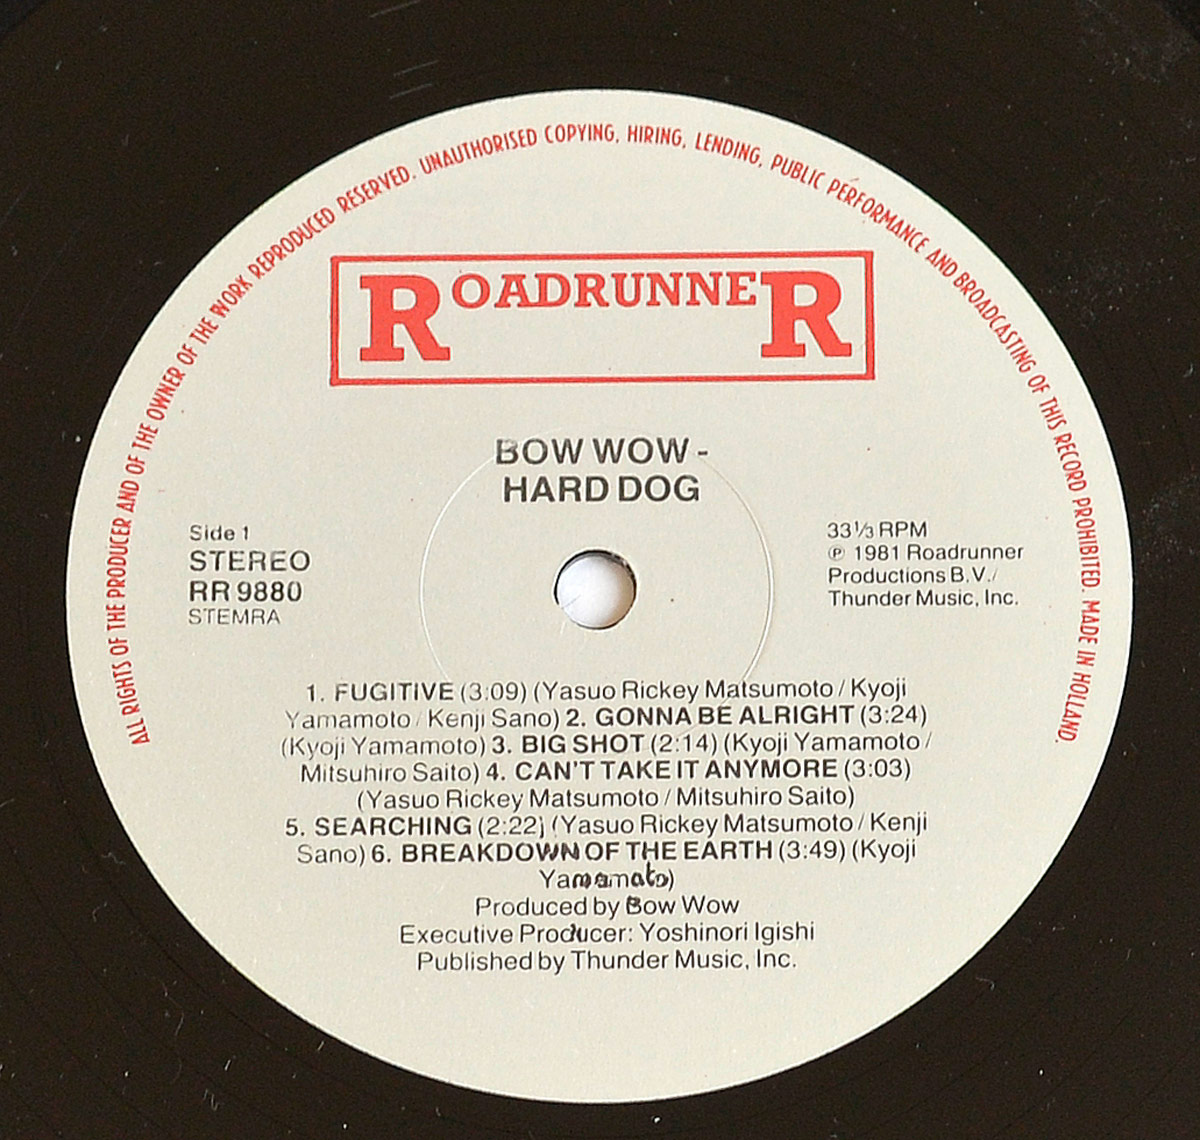 ALL RIGHTS OF THE PRODUCER AND OF THE OWNER OF THE WORK REPRODUCED RESERVED. UNAUTHORISED COPYING, HIRING, LENDING, PUBLIC PERFORMANCE AND BROADCASTING OF THIS RECORD PROHIBITED. MADE IN HOLLAND.
ROADRUNNER
BOW WOW -
HARD DOG
Side 1
STEREO
RR 9880
STEMRA
33 1/3 RPM
℗ 1981 Roadrunner
Productions B.V./
Thunder Music, Inc.
1. FUGITIVE (3:09) (Yasuo Rickey Matsumoto / Kyoji
Yamamoto / Kenji Sano) 2. GONNA BE ALRIGHT (3:24)
(Kyoji Yamamoto) 3. BIG SHOT (2:14) (Kyoji Yamamoto /
Mitsuhiro Saito) 4. CAN'T TAKE IT ANYMORE (3:03)
(Yasuo Rickey Matsumoto / Mitsuhiro Saito)
5. SEARCHING (2:22) (Yasuo Rickey Matsumoto / Kenji
Sano) 6. BREAKDOWN OF THE EARTH (3:49) (Kyoji
Yamamato)
Produced by Bow Wow
Executive Producer: Yoshinori Igishi
Published by Thunder Music, Inc.